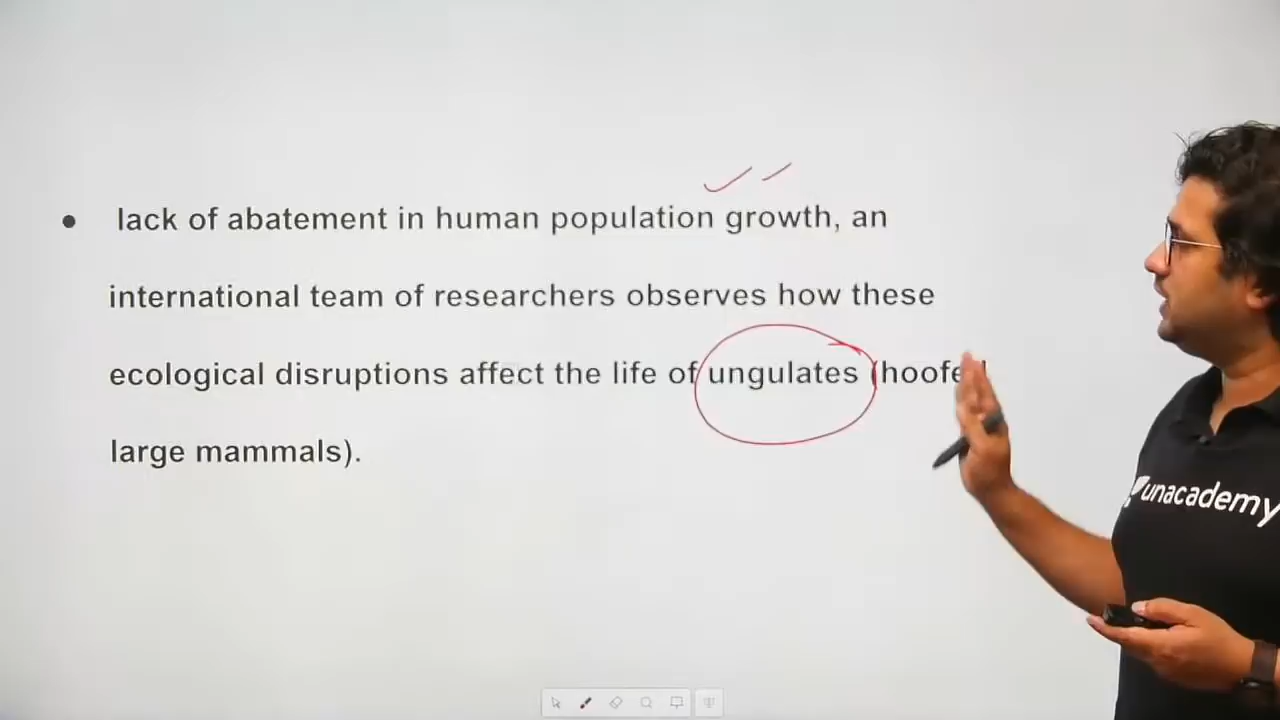 lack of abatement in human population growth, an
international team of researchers observes how these
ecological disruptions affect the life of ungulates (hoofed
large mammals).
unacademy